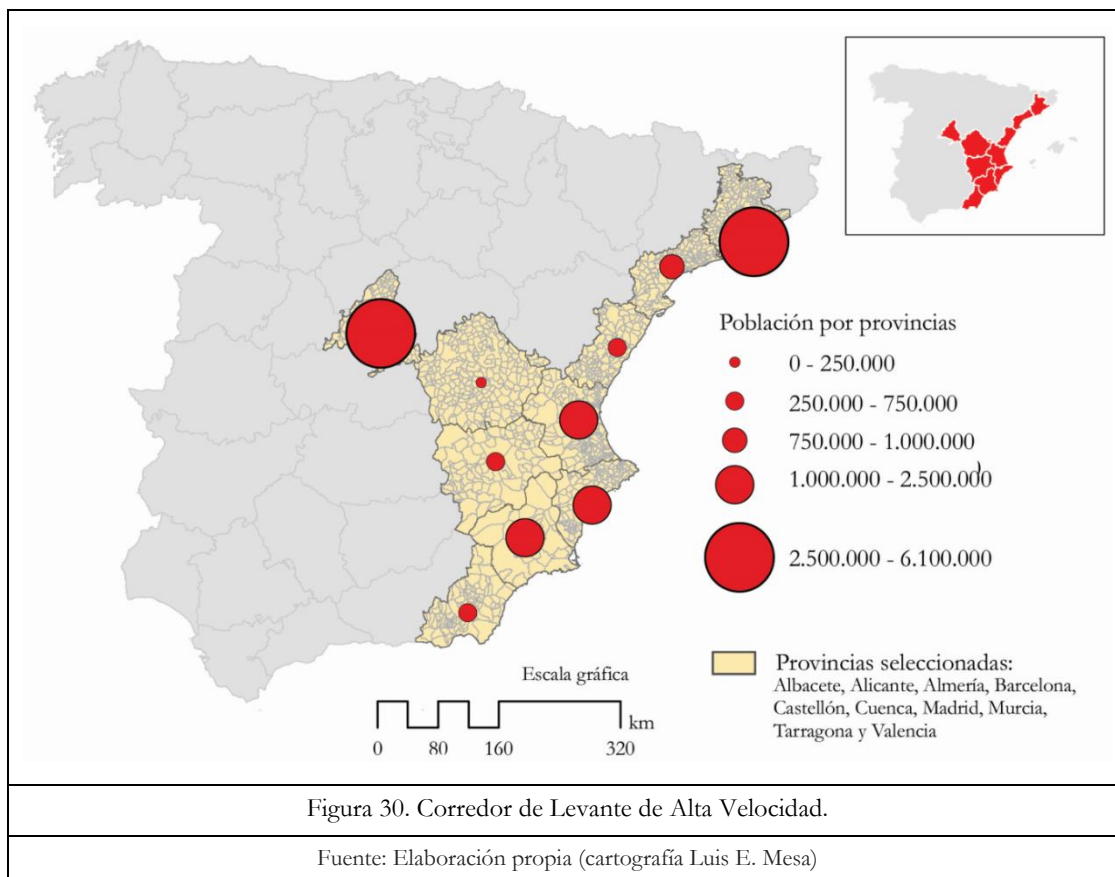 Población por provincias
0 - 250.000
250.000 - 750.000
750.000 - 1.000.000
1.000.000 - 2.500.000
2.500.000 - 6.100.000
Provincias seleccionadas:
Albacete, Alicante, Almería, Barcelona,
Castellón, Cuenca, Madrid, Murcia,
Tarragona y Valencia
Escala gráfica
km
0 80 160 320
Figura 30. Corredor de Levante de Alta Velocidad.
Fuente: Elaboración propia (cartografía Luis E. Mesa)